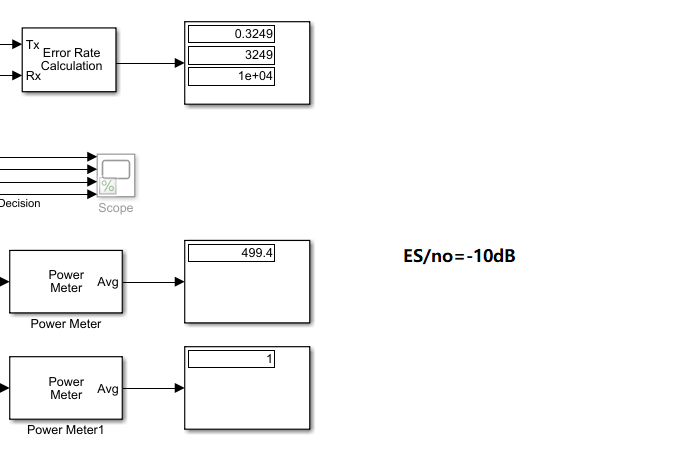 0.3249
Tx
Error Rate
3249
Calculation
Rx
1e+04
%
Decision
Scope
499.4
ES/no=-10dB
Power
Meter
Avg
Power Meter
1
Power
Meter
Avg
Power Meter1